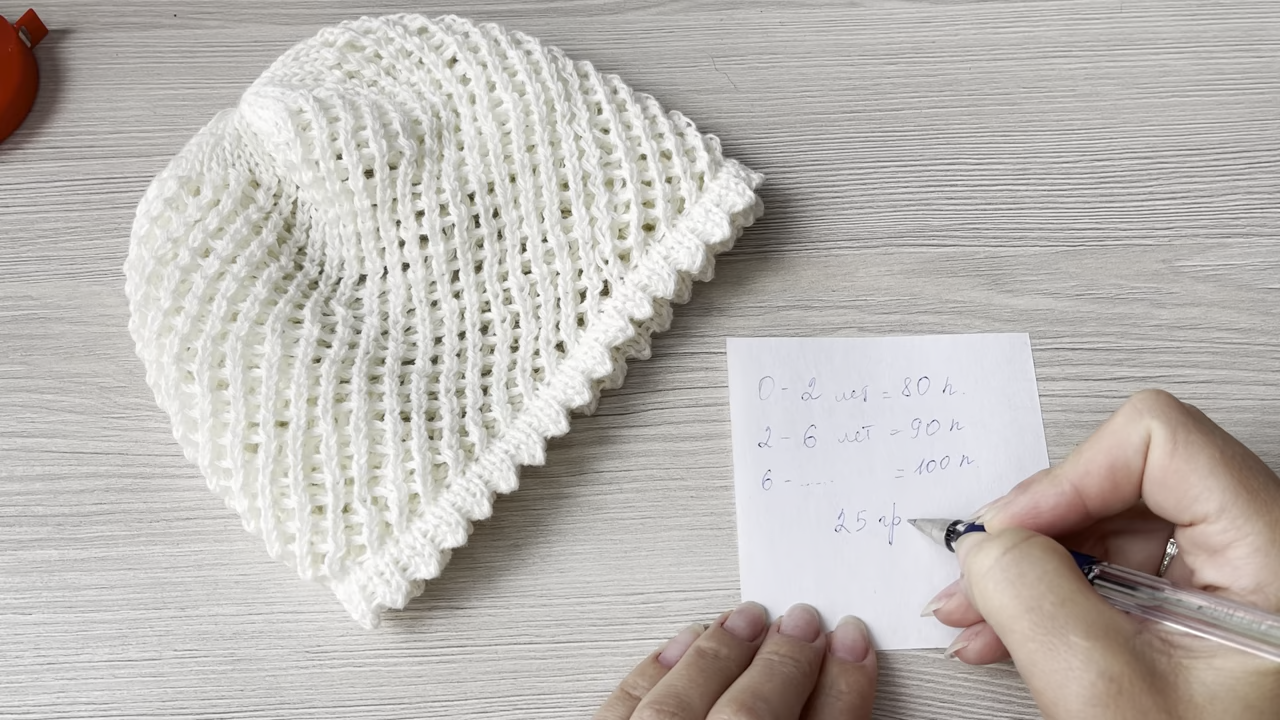 0 - 2 лет = 80 п.
2 - 6 лет = 90 п
6 - ..... = 100 п.
25 гр